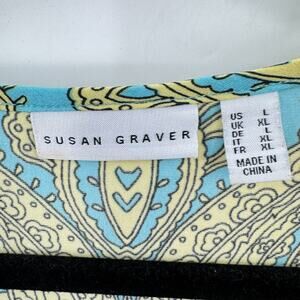 SUSAN GRAVER
US L
UK XL
DE L
IT XL
FR XL
MADE IN
CHINA